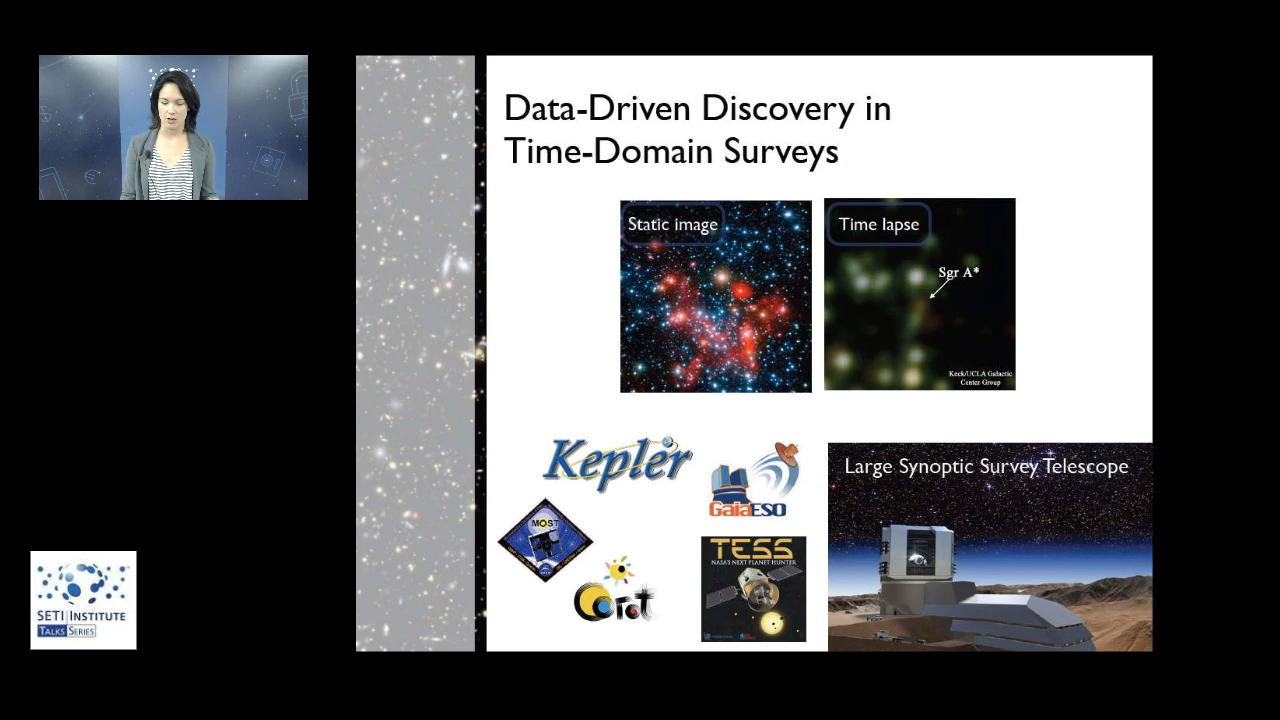 Data-Driven Discovery in
Time-Domain Surveys
Static image
Time lapse
Sgr A*
Keck/UCLA Galactic
Center Group
Kepler
GaiaESO
Large Synoptic Survey Telescope
MOST
TESS
NASA'S NEXT PLANET HUNTER
Corot
SETI INSTITUTE
TALKS SERIES